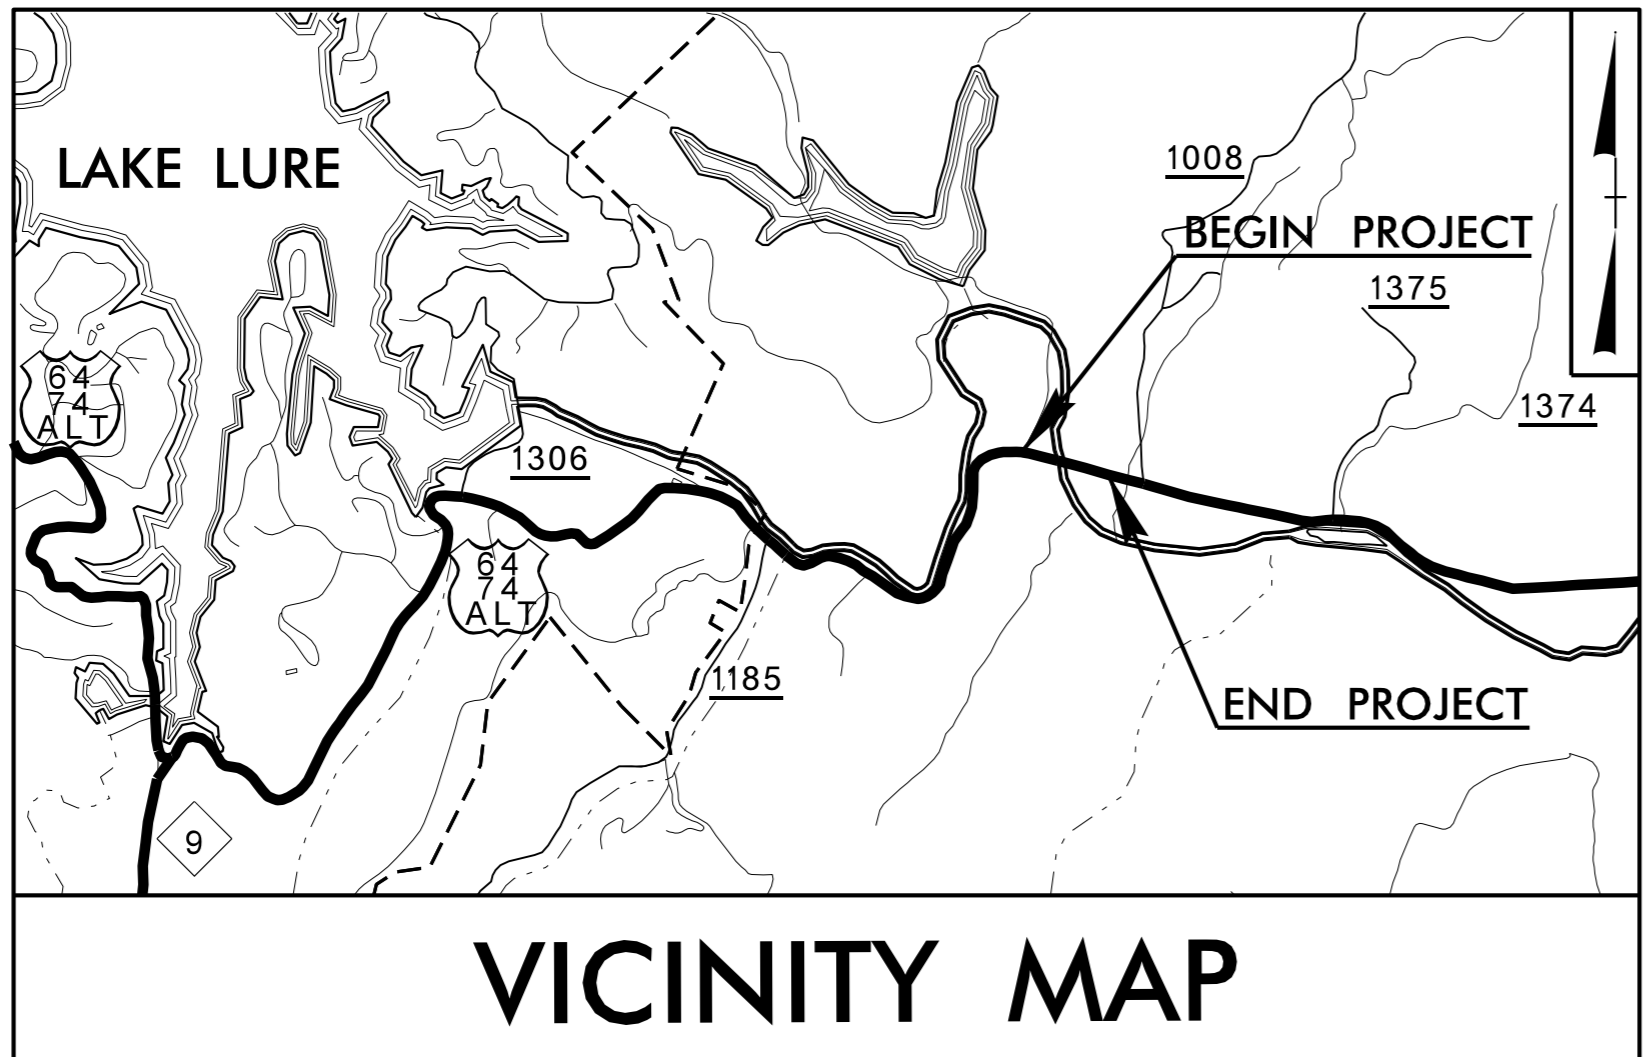 LAKE LURE
1008
BEGIN PROJECT
1375
64
74
ALT
1374
1306
64
74
ALT
1185
END PROJECT
9
VICINITY MAP